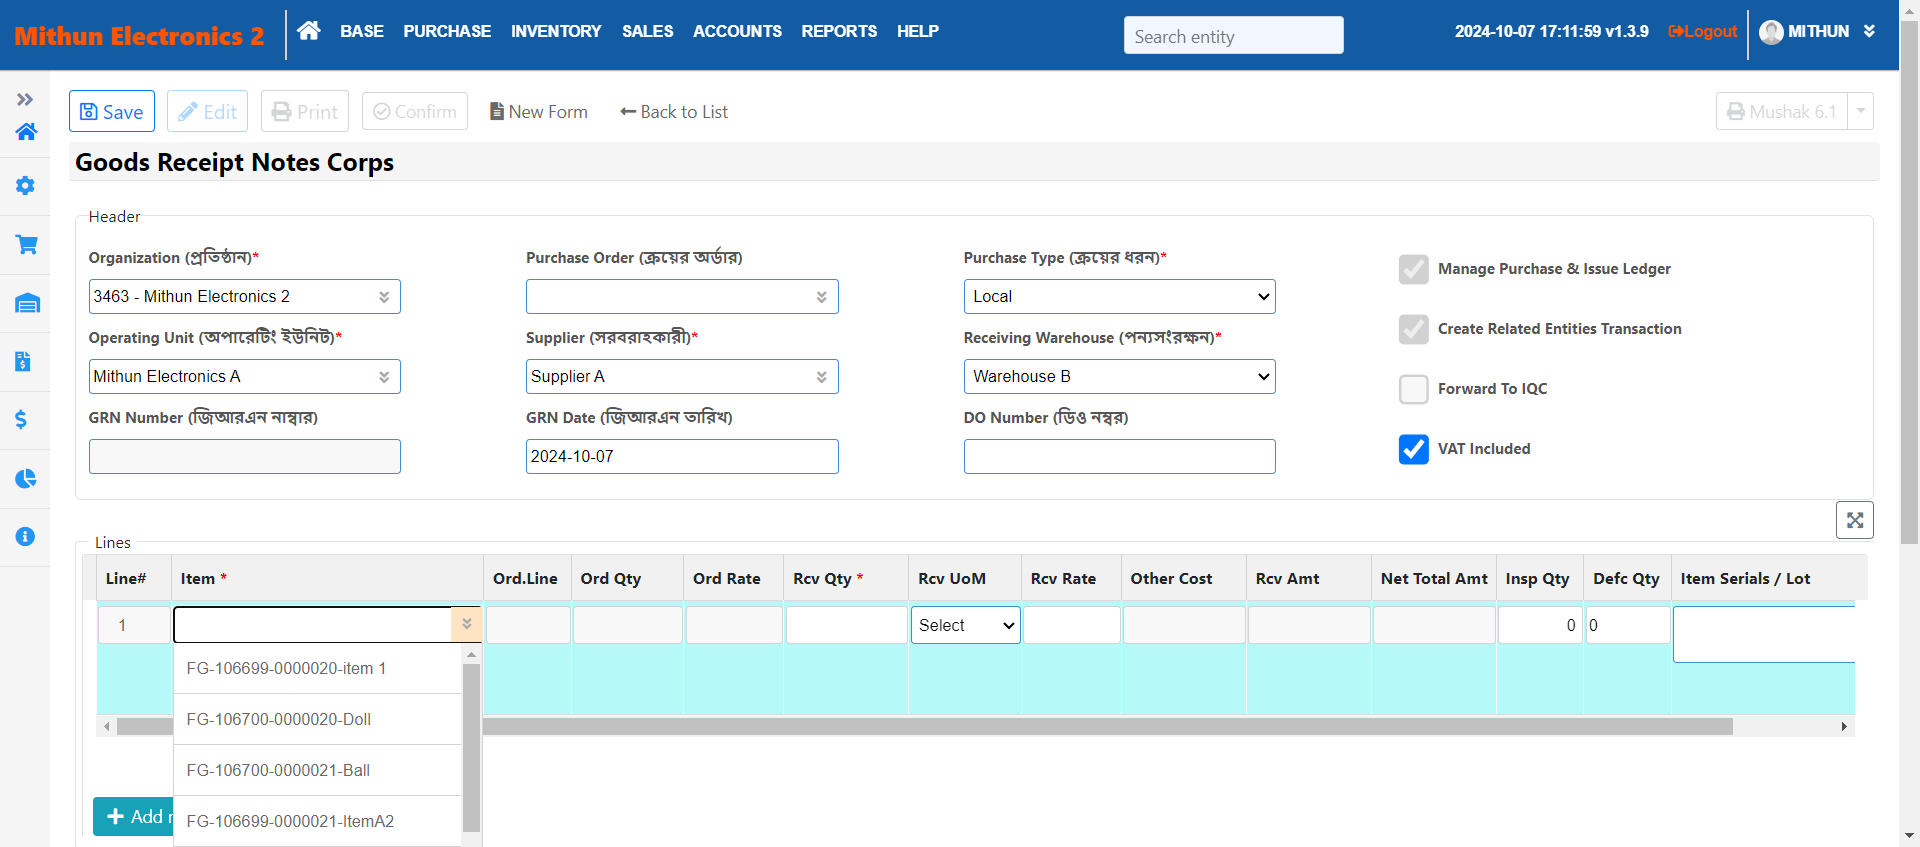 Mithun Electronics 2
BASE PURCHASE INVENTORY SALES ACCOUNTS REPORTS HELP
Search entity
2024-10-07 17:11:59 v1.3.9
Logout
MITHUN
Save
Edit
Print
Confirm
New Form
Back to List
Mushak 6.1
Goods Receipt Notes Corps
Header
Organization (প্রতিষ্ঠান)*
3463 - Mithun Electronics 2
Purchase Order (ক্রয়ের অর্ডার)
Purchase Type (ক্রয়ের ধরন)*
Local
Manage Purchase & Issue Ledger
Operating Unit (অপারেটিং ইউনিট)*
Mithun Electronics A
Supplier (সরবরাহকারী)*
Supplier A
Receiving Warehouse (পন্যসংরক্ষন)*
Warehouse B
Create Related Entities Transaction
Forward To IQC
GRN Number (জিআরএন নাম্বার)
GRN Date (জিআরএন তারিখ)
2024-10-07
DO Number (ডিও নম্বর)
VAT Included
Lines
Line# Item * Ord.Line Ord Qty Ord Rate Rcv Qty * Rcv UoM Rcv Rate Other Cost Rcv Amt Net Total Amt Insp Qty Defc Qty Item Serials / Lot
1 Select 0 0
FG-106699-0000020-item 1
FG-106700-0000020-Doll
FG-106700-0000021-Ball
FG-106699-0000021-ItemA2
Add